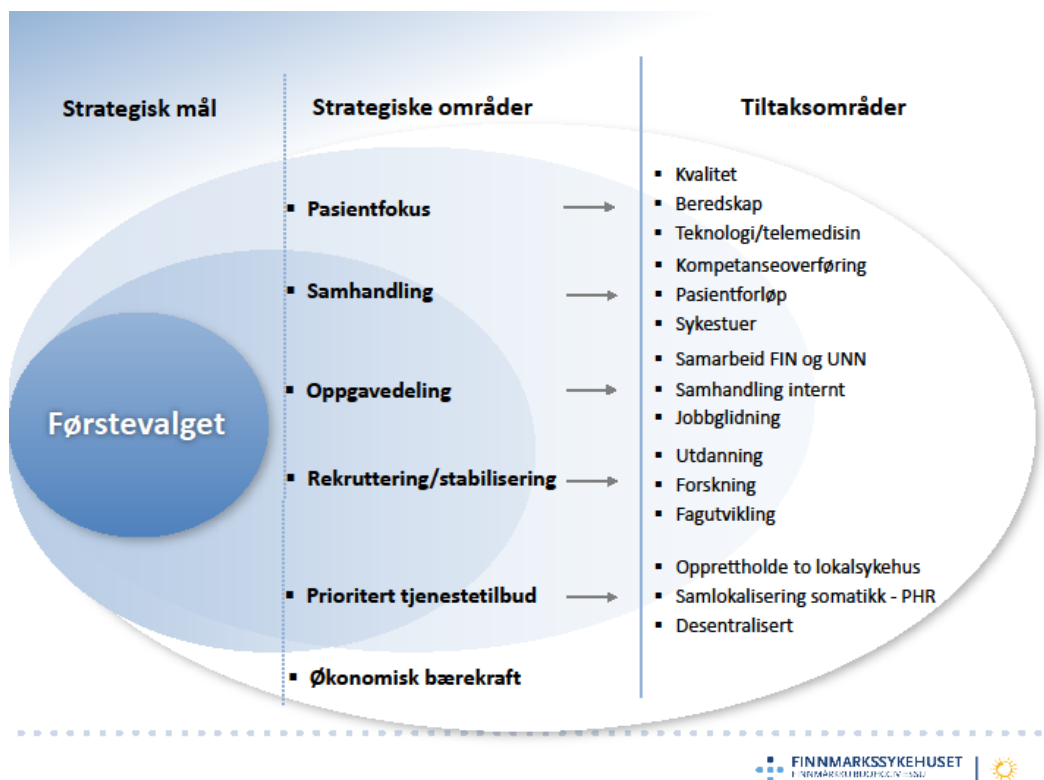 Strategisk mål
Strategiske områder
Tiltaksområder
Førstevalget
▪ Pasientfokus
▪ Samhandling
▪ Oppgavedeling
▪ Rekruttering/stabilisering
▪ Prioritert tjenestetilbud
▪ Økonomisk bærekraft
▪ Kvalitet
▪ Beredskap
▪ Teknologi/telemedisin
▪ Kompetanseoverføring
▪ Pasientforløp
▪ Sykestuer
▪ Samarbeid FIN og UNN
▪ Samhandling internt
▪ Jobbglidning
▪ Utdanning
▪ Forskning
▪ Fagutvikling
▪ Opprettholde to lokalsykehus
▪ Samlokalisering somatikk - PHR
▪ Desentralisert
FINNMARKSSYKEHUSET